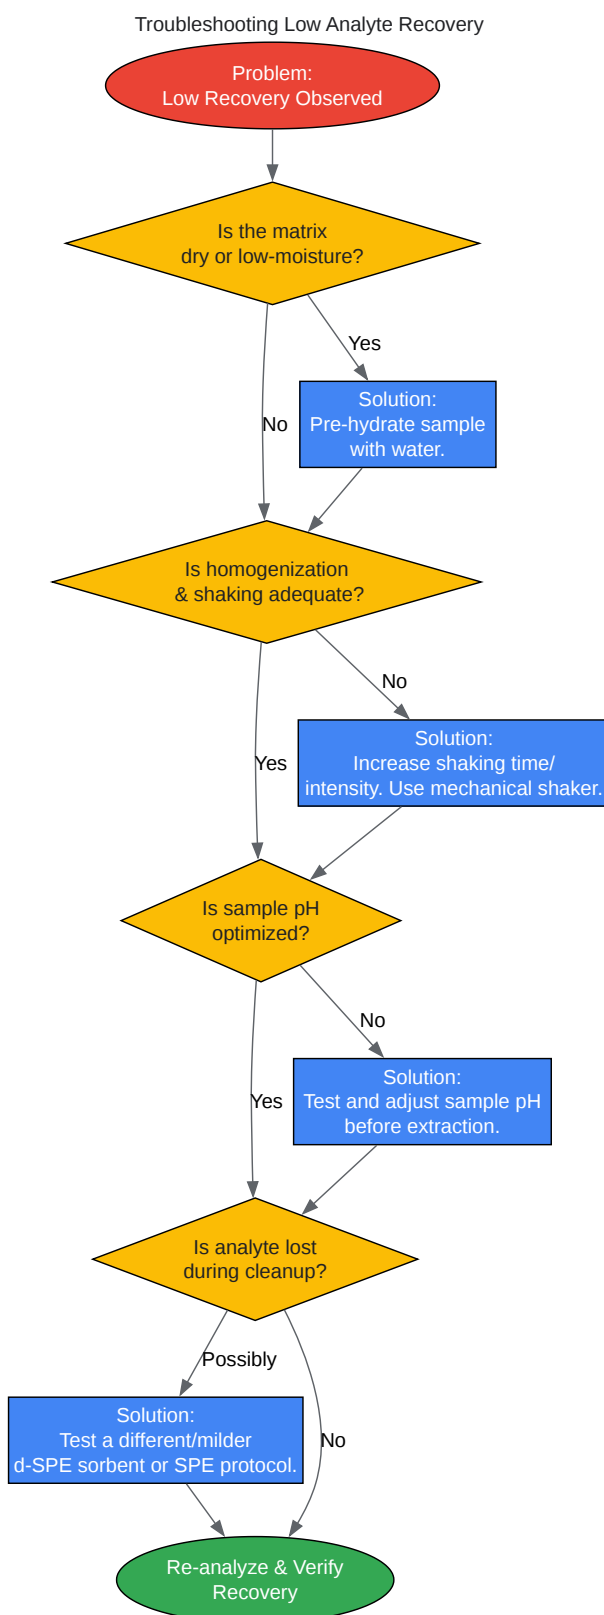 Troubleshooting Low Analyte Recovery
Problem:
Low Recovery Observed
Is the matrix
dry or low-moisture?
Yes
Solution:
Pre-hydrate sample
with water.
No
Is homogenization
& shaking adequate?
No
Solution:
Increase shaking time/
intensity. Use mechanical shaker.
Yes
Is sample pH
optimized?
No
Solution:
Test and adjust sample pH
before extraction.
Yes
Is analyte lost
during cleanup?
Possibly
Solution:
Test a different/milder
d-SPE sorbent or SPE protocol.
No
Re-analyze & Verify
Recovery